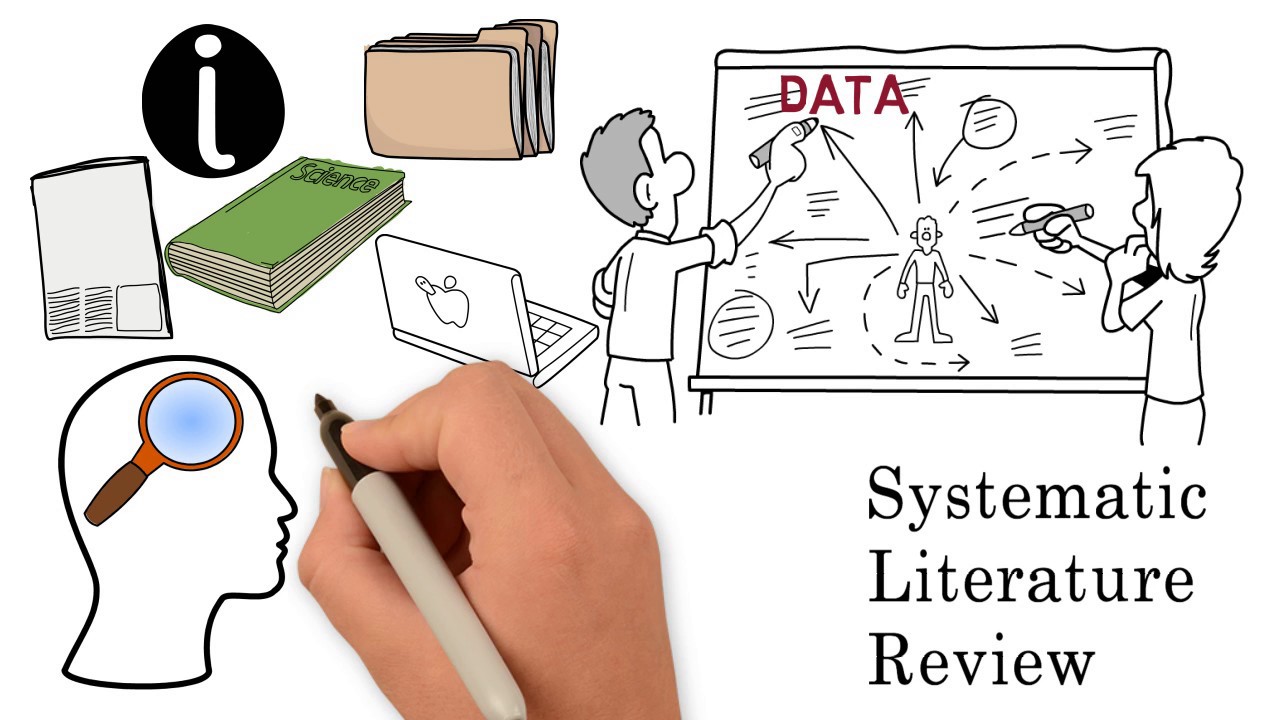 i
Science
DATA
Systematic
Literature
Review